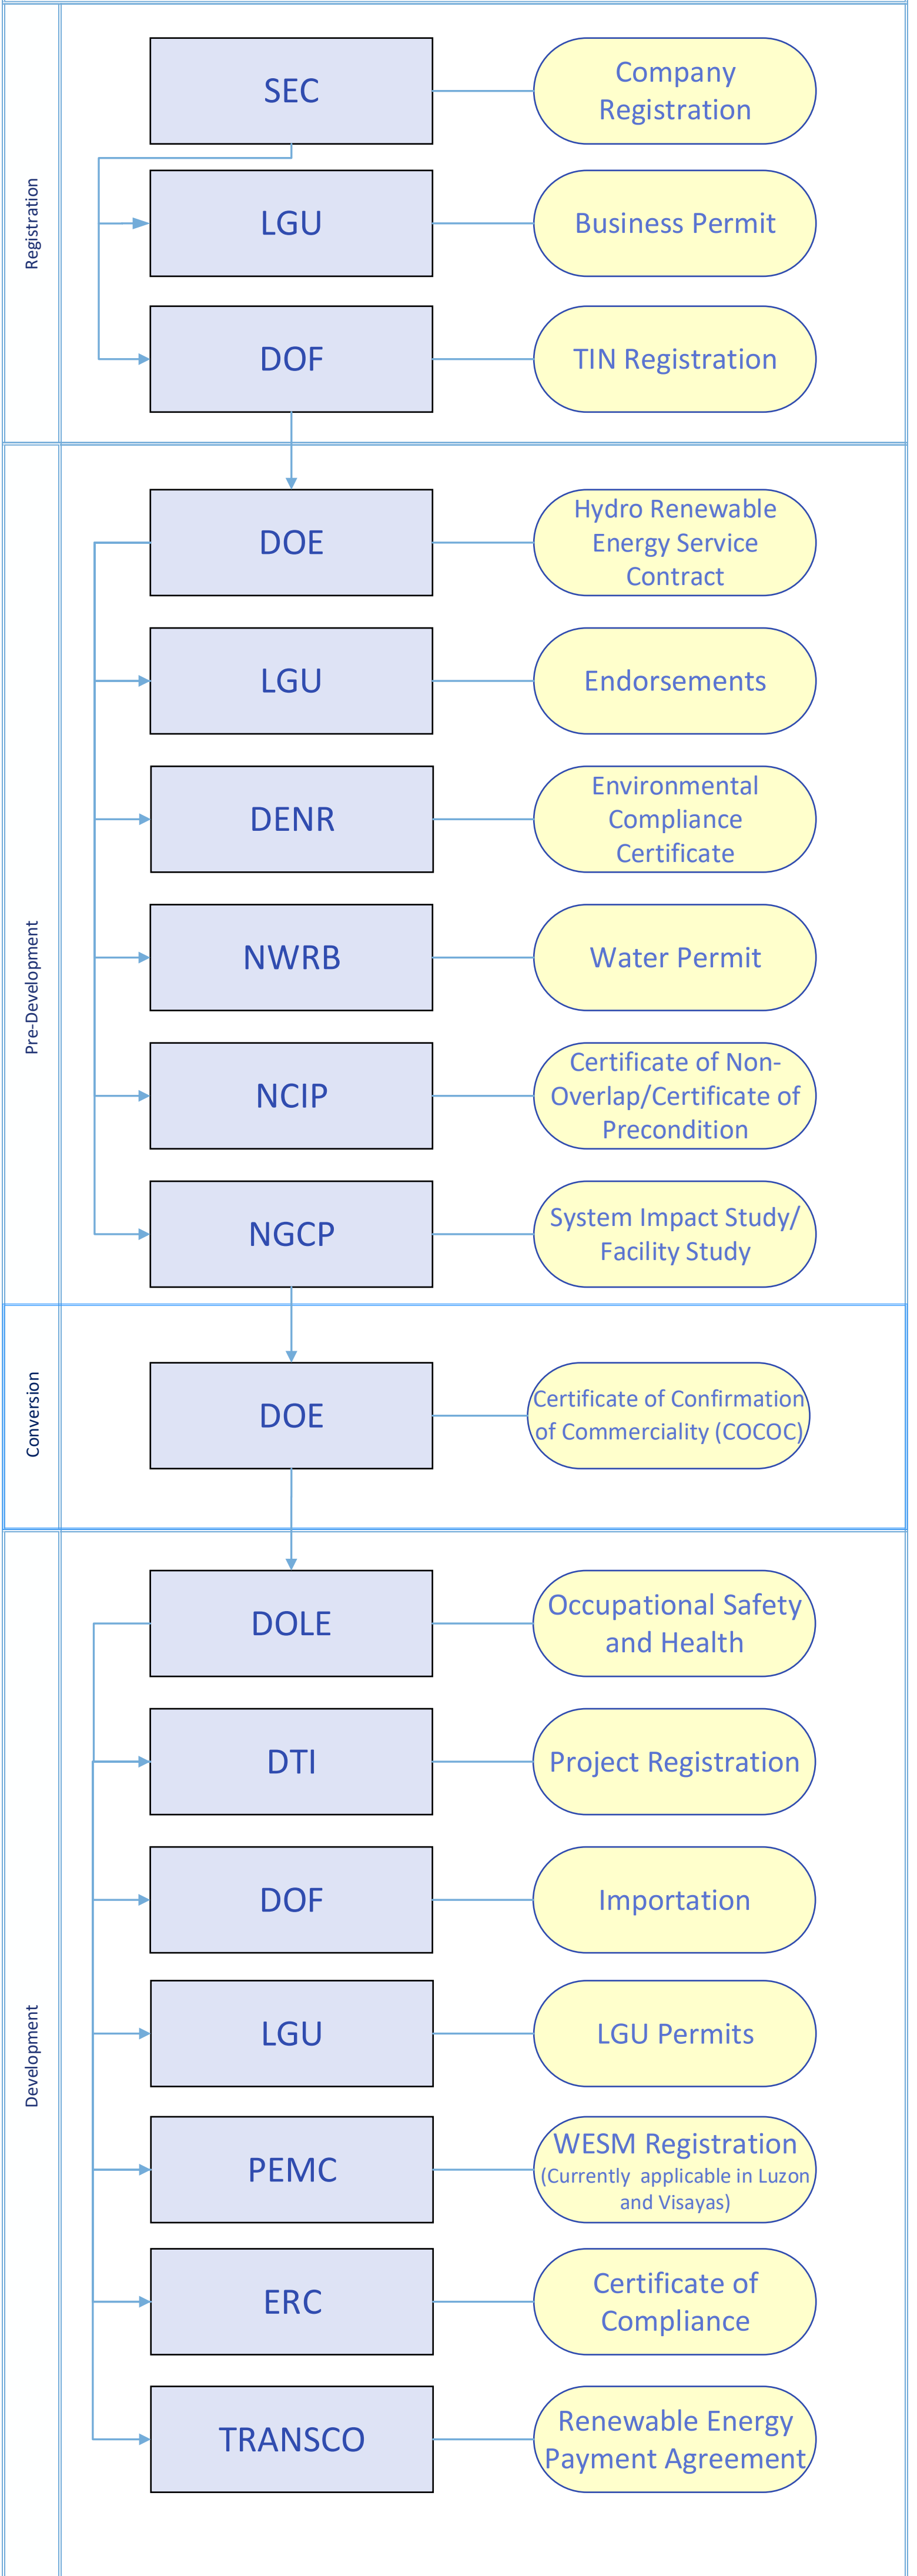 Registration
SEC
Company
Registration
LGU
Business Permit
DOF
TIN Registration
Pre-Development
DOE
Hydro Renewable
Energy Service
Contract
LGU
Endorsements
DENR
Environmental
Compliance
Certificate
NWRB
Water Permit
NCIP
Certificate of Non-
Overlap/Certificate of
Precondition
NGCP
System Impact Study/
Facility Study
Conversion
DOE
Certificate of Confirmation
of Commerciality (COCOC)
Development
DOLE
Occupational Safety
and Health
DTI
Project Registration
DOF
Importation
LGU
LGU Permits
PEMC
WESM Registration
(Currently applicable in Luzon
and Visayas)
ERC
Certificate of
Compliance
TRANSCO
Renewable Energy
Payment Agreement